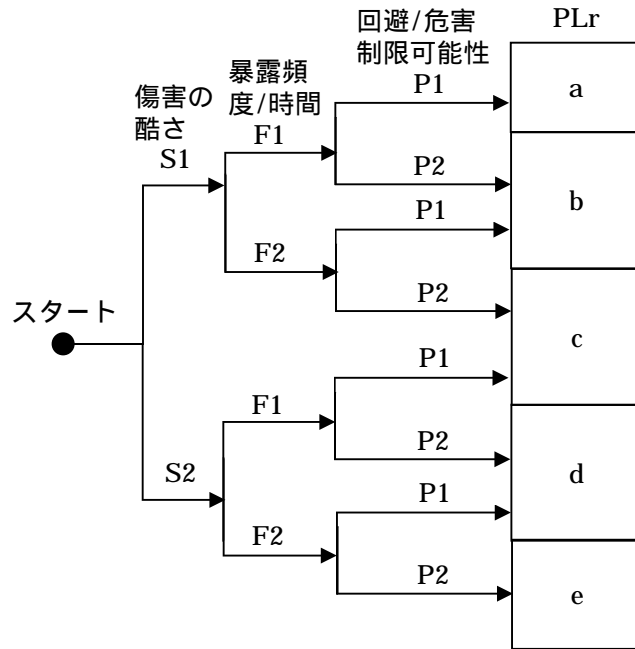 回避/危害
制限可能性
PLr
暴露頻
度/時間
傷害の
酷さ
P1
a
F1
S1
P2
b
P1
F2
P2
スタート
c
P1
F1
P2
d
S2
P1
F2
P2
e